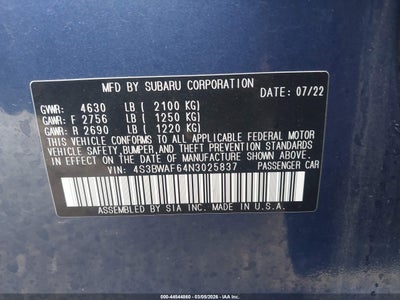 MFD BY SUBARU CORPORATION
DATE: 07/22
GVWR: 4630 LB ( 2100 KG)
GAWR: F 2756 LB ( 1250 KG)
GAWR: R 2690 LB ( 1220 KG)
THIS VEHICLE CONFORMS TO ALL APPLICABLE FEDERAL MOTOR
VEHICLE SAFETY, BUMPER, AND THEFT PREVENTION STANDARDS
IN EFFECT ON THE DATE OF MANUFACTURE SHOWN ABOVE.
VIN: 4S3BWAF64N3025837 PASSENGER CAR
ASSEMBLED BY SIA INC. MADE IN U.S.A.
000-44544060 - 03/09/2026 - IAA Inc.